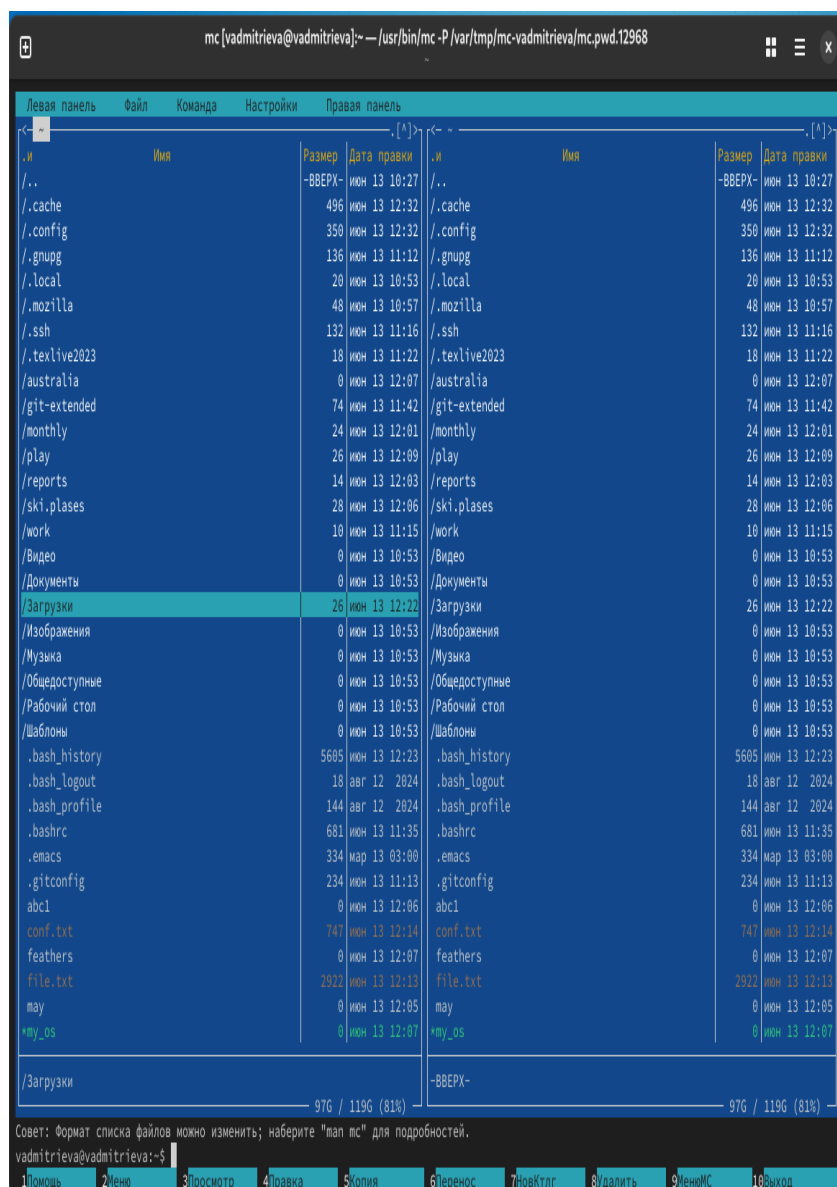 mc [vadmitrieva@vadmitrieva]:~ — /usr/bin/mc -P /var/tmp/mc-vadmitrieva/mc.pwd.12968
~
Левая панель Файл Команда Настройки Правая панель
<- ~ .[^]> <- ~ .[^]>
.и Имя Размер Дата правки .и Имя Размер Дата правки
/.. -ВВЕРХ- июн 13 10:27 /.. -ВВЕРХ- июн 13 10:27
/.cache 496 июн 13 12:32 /.cache 496 июн 13 12:32
/.config 350 июн 13 12:32 /.config 350 июн 13 12:32
/.gnupg 136 июн 13 11:12 /.gnupg 136 июн 13 11:12
/.local 20 июн 13 10:53 /.local 20 июн 13 10:53
/.mozilla 48 июн 13 10:57 /.mozilla 48 июн 13 10:57
/.ssh 132 июн 13 11:16 /.ssh 132 июн 13 11:16
/.texlive2023 18 июн 13 11:22 /.texlive2023 18 июн 13 11:22
/australia 0 июн 13 12:07 /australia 0 июн 13 12:07
/git-extended 74 июн 13 11:42 /git-extended 74 июн 13 11:42
/monthly 24 июн 13 12:01 /monthly 24 июн 13 12:01
/play 26 июн 13 12:09 /play 26 июн 13 12:09
/reports 14 июн 13 12:03 /reports 14 июн 13 12:03
/ski.plases 28 июн 13 12:06 /ski.plases 28 июн 13 12:06
/work 10 июн 13 11:15 /work 10 июн 13 11:15
/Видео 0 июн 13 10:53 /Видео 0 июн 13 10:53
/Документы 0 июн 13 10:53 /Документы 0 июн 13 10:53
/Загрузки 26 июн 13 12:22 /Загрузки 26 июн 13 12:22
/Изображения 0 июн 13 10:53 /Изображения 0 июн 13 10:53
/Музыка 0 июн 13 10:53 /Музыка 0 июн 13 10:53
/Общедоступные 0 июн 13 10:53 /Общедоступные 0 июн 13 10:53
/Рабочий стол 0 июн 13 10:53 /Рабочий стол 0 июн 13 10:53
/Шаблоны 0 июн 13 10:53 /Шаблоны 0 июн 13 10:53
.bash_history 5605 июн 13 12:23 .bash_history 5605 июн 13 12:23
.bash_logout 18 авг 12 2024 .bash_logout 18 авг 12 2024
.bash_profile 144 авг 12 2024 .bash_profile 144 авг 12 2024
.bashrc 681 июн 13 11:35 .bashrc 681 июн 13 11:35
.emacs 334 мар 13 03:00 .emacs 334 мар 13 03:00
.gitconfig 234 июн 13 11:13 .gitconfig 234 июн 13 11:13
abc1 0 июн 13 12:06 abc1 0 июн 13 12:06
conf.txt 747 июн 13 12:14 conf.txt 747 июн 13 12:14
feathers 0 июн 13 12:07 feathers 0 июн 13 12:07
file.txt 2922 июн 13 12:13 file.txt 2922 июн 13 12:13
may 0 июн 13 12:05 may 0 июн 13 12:05
*my_os 0 июн 13 12:07 *my_os 0 июн 13 12:07
/Загрузки -ВВЕРХ-
97G / 119G (81%) 97G / 119G (81%)
Совет: Формат списка файлов можно изменить; наберите "man mc" для подробностей.
vadmitrieva@vadmitrieva:~$
1Помощь 2Меню 3Просмотр 4Правка 5Копия 6Перенос 7НовКтлг 8Удалить 9МенюMC 10Выход